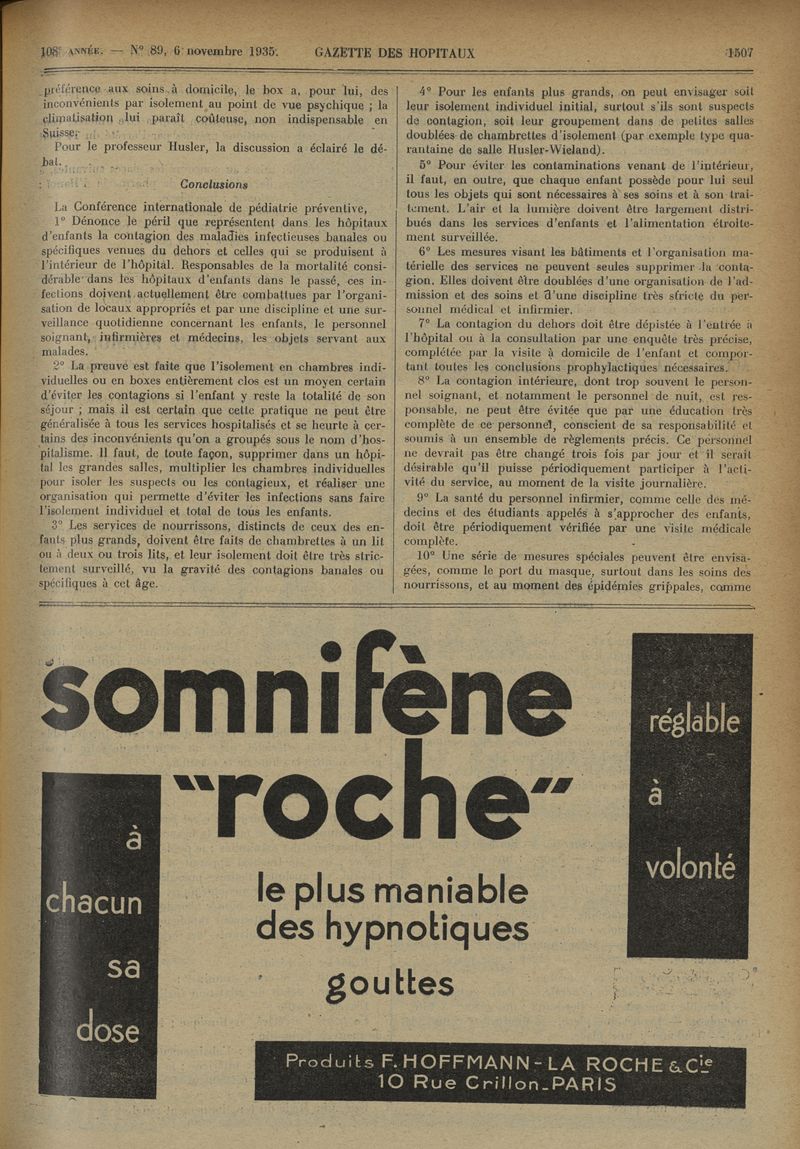 108e ANNÉE. — N° 89, 6 novembre 1935.
GAZETTE DES HOPITAUX
1507
préférence aux soins à domicile, le box a, pour lui, des
inconvénients par isolement au point de vue psychique ; la
climatisation lui paraît coûteuse, non indispensable en
Suisse.
Pour le professeur Husler, la discussion a éclairé le dé-
bat.
Conclusions
La Conférence internationale de pédiatrie préventive,
1° Dénonce le péril que représentent dans les hôpitaux
d'enfants la contagion des maladies infectieuses banales ou
spécifiques venues du dehors et celles qui se produisent à
l'intérieur de l'hôpital. Responsables de la mortalité consi-
dérable dans les hôpitaux d'enfants dans le passé, ces in-
fections doivent actuellement être combattues par l'organi-
sation de locaux appropriés et par une discipline et une sur-
veillance quotidienne concernant les enfants, le personnel
soignant, infirmières et médecins, les objets servant aux
malades.
2° La preuve est faite que l'isolement en chambres indi-
viduelles ou en boxes entièrement clos est un moyen certain
d'éviter les contagions si l'enfant y reste la totalité de son
séjour ; mais il est certain que cette pratique ne peut être
généralisée à tous les services hospitalisés et se heurte à cer-
tains des inconvénients qu'on a groupés sous le nom d'hos-
pitalisme. Il faut, de toute façon, supprimer dans un hôpi-
tal les grandes salles, multiplier les chambres individuelles
pour isoler les suspects ou les contagieux, et réaliser une
organisation qui permette d'éviter les infections sans faire
l'isolement individuel et total de tous les enfants.
3° Les services de nourrissons, distincts de ceux des en-
fants plus grands, doivent être faits de chambrettes à un lit
ou à deux ou trois lits, et leur isolement doit être très stric-
tement surveillé, vu la gravité des contagions banales ou
spécifiques à cet âge.
4° Pour les enfants plus grands, on peut envisager soit
leur isolement individuel initial, surtout s'ils sont suspects
de contagion, soit leur groupement dans de petites salles
doublées de chambrettes d'isolement (par exemple type qua-
rantaine de salle Husler-Wieland).
5° Pour éviter les contaminations venant de l'intérieur,
il faut, en outre, que chaque enfant possède pour lui seul
tous les objets qui sont nécessaires à ses soins et à son trai-
tement. L'air et la lumière doivent être largement distri-
bués dans les services d'enfants et l'alimentation étroite-
ment surveillée.
6° Les mesures visant les bâtiments et l'organisation ma-
térielle des services ne peuvent seules supprimer la conta-
gion. Elles doivent être doublées d'une organisation de l'ad-
mission et des soins et d'une discipline très stricte du per-
sonnel médical et infirmier.
7° La contagion du dehors doit être dépistée à l'entrée à
l'hôpital ou à la consultation par une enquête très précise,
complétée par la visite à domicile de l'enfant et compor-
tant toutes les conclusions prophylactiques nécessaires.
8° La contagion intérieure, dont trop souvent le person-
nel soignant, et notamment le personnel de nuit, est res-
ponsable, ne peut être évitée que par une éducation très
complète de ce personnel, conscient de sa responsabilité et
soumis à un ensemble de règlements précis. Ce personnel
ne devrait pas être changé trois fois par jour et il serait
désirable qu'il puisse périodiquement participer à l'acti-
vité du service, au moment de la visite journalière.
9° La santé du personnel infirmier, comme celle des mé-
decins et des étudiants appelés à s'approcher des enfants,
doit être périodiquement vérifiée par une visite médicale
complète.
10° Une série de mesures spéciales peuvent être envisa-
gées, comme le port du masque, surtout dans les soins des
nourrissons, et au moment des épidémies grippales, comme
somnifène
"roche"
à
chacun
sa
dose
le plus maniable
des hypnotiques
gouttes
réglable
à
volonté
Produits F. HOFFMANN-LA ROCHE & Cie
10 Rue Crillon_PARIS